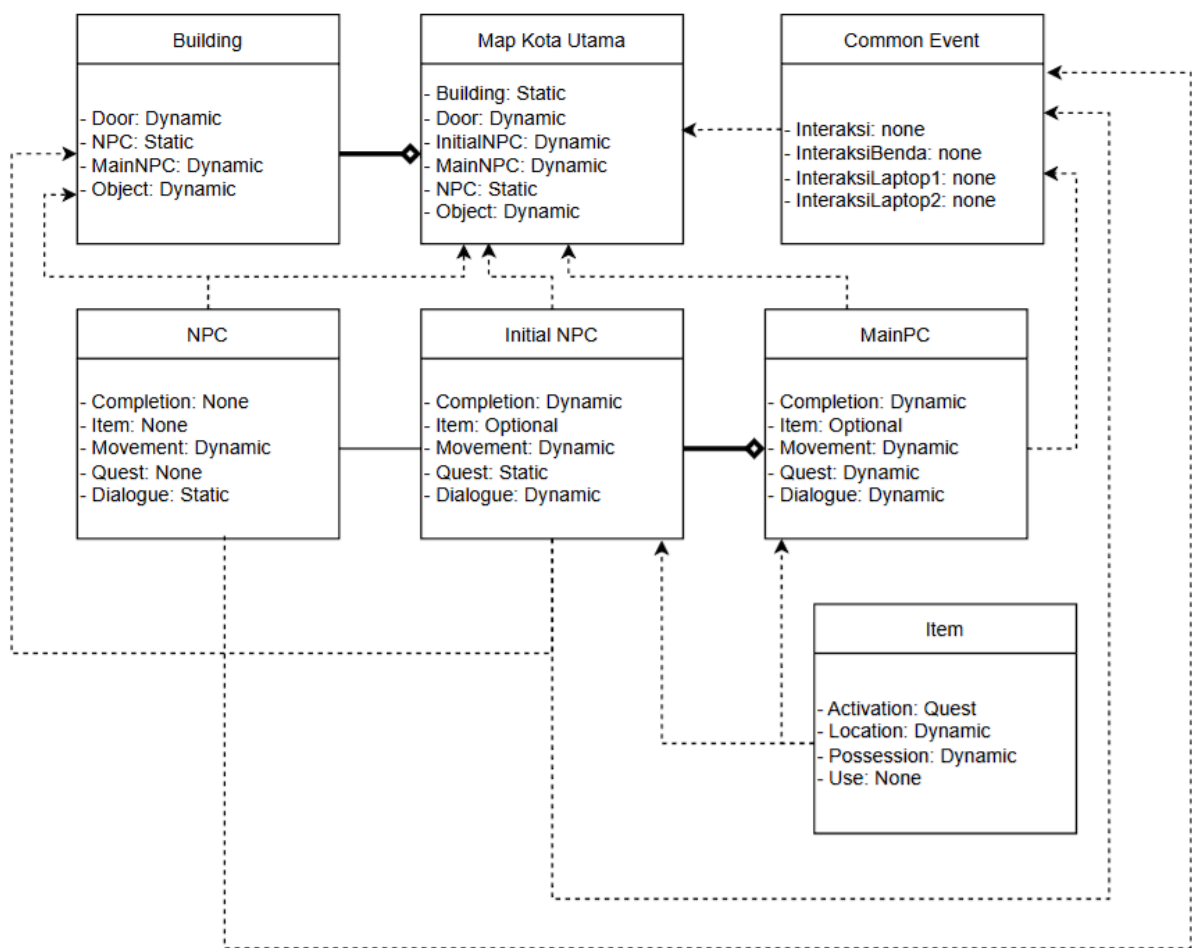 Building
- Door: Dynamic
- NPC: Static
- MainNPC: Dynamic
- Object: Dynamic
Map Kota Utama
- Building: Static
- Door: Dynamic
- InitialNPC: Dynamic
- MainNPC: Dynamic
- NPC: Static
- Object: Dynamic
Common Event
- Interaksi: none
- InteraksiBenda: none
- InteraksiLaptop1: none
- InteraksiLaptop2: none
NPC
- Completion: None
- Item: None
- Movement: Dynamic
- Quest: None
- Dialogue: Static
Initial NPC
- Completion: Dynamic
- Item: Optional
- Movement: Dynamic
- Quest: Static
- Dialogue: Dynamic
MainPC
- Completion: Dynamic
- Item: Optional
- Movement: Dynamic
- Quest: Dynamic
- Dialogue: Dynamic
Item
- Activation: Quest
- Location: Dynamic
- Possession: Dynamic
- Use: None